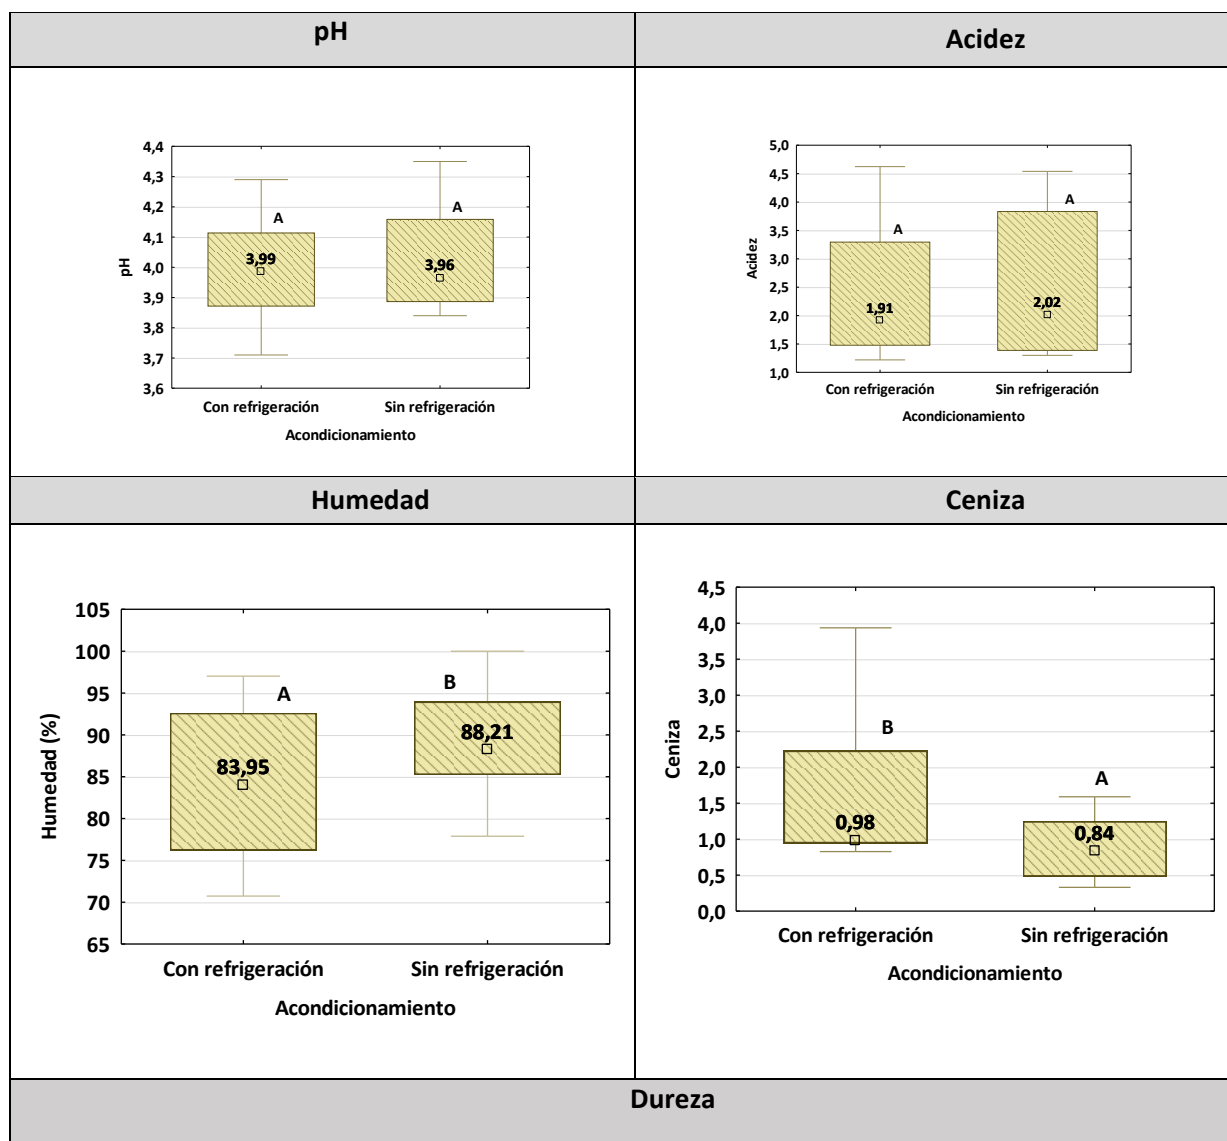 pH
Acidez
4,4
4,3
4,2
4,1
4,0
3,9
3,8
3,7
3,6
pH
A
A
3,99
3,96
Con refrigeración
Sin refrigeración
Acondicionamiento
5,0
4,5
4,0
3,5
3,0
2,5
2,0
1,5
1,0
Acidez
A
A
1,91
2,02
Con refrigeración
Sin refrigeración
Acondicionamiento
Humedad
Ceniza
105
100
95
90
85
80
75
70
65
Humedad (%)
A
B
83,95
88,21
Con refrigeración
Sin refrigeración
Acondicionamiento
4,5
4,0
3,5
3,0
2,5
2,0
1,5
1,0
0,5
0,0
Ceniza
B
A
0,98
0,84
Con refrigeración
Sin refrigeración
Acondicionamiento
Dureza